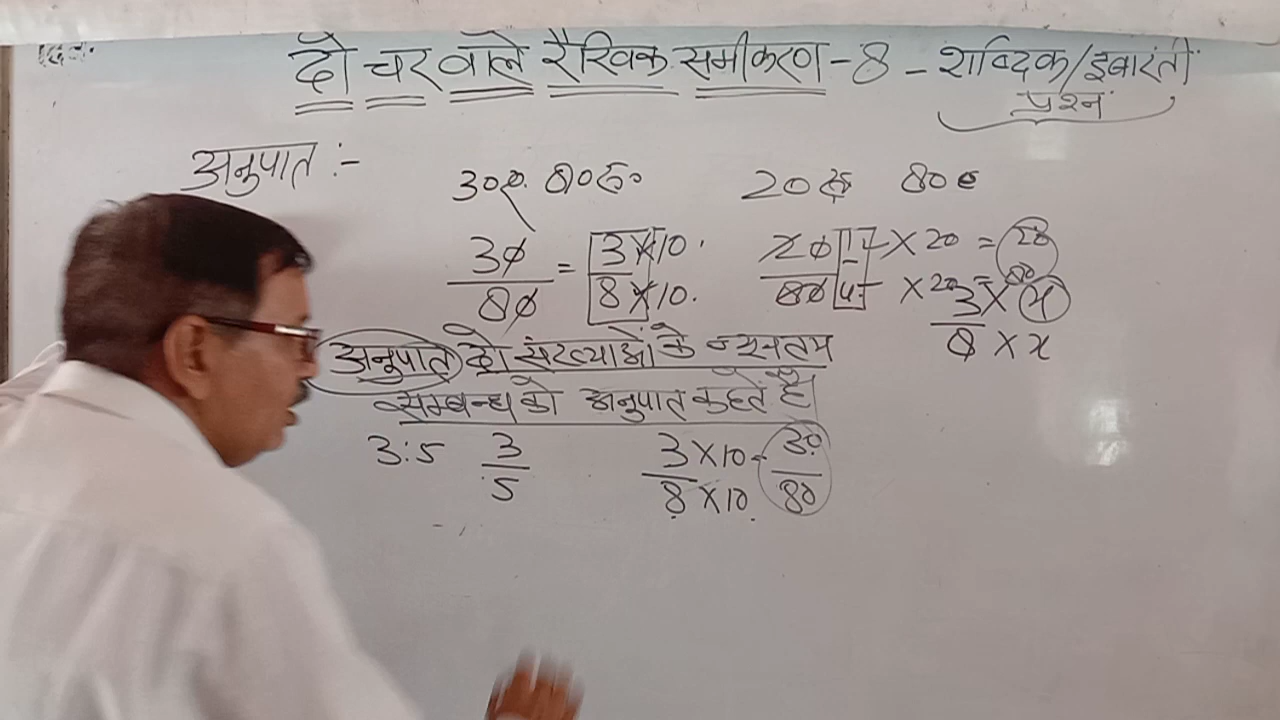 दो चर वाले रैखिक समीकरण - 8 - शाब्दिक/इबारती
प्रश्न
अनुपात :-
30रु. 80रु० 20रु 80
30/80 = 3×10/8×10. 20/80 1/4 ×20 = 20 ×20 = 80
3×x/8×x
अनुपात दो संख्याओं के न्यूनतम
सम्बन्ध को अनुपात कहते है।
3:5 3/5 3×10/8×10 = 30/80